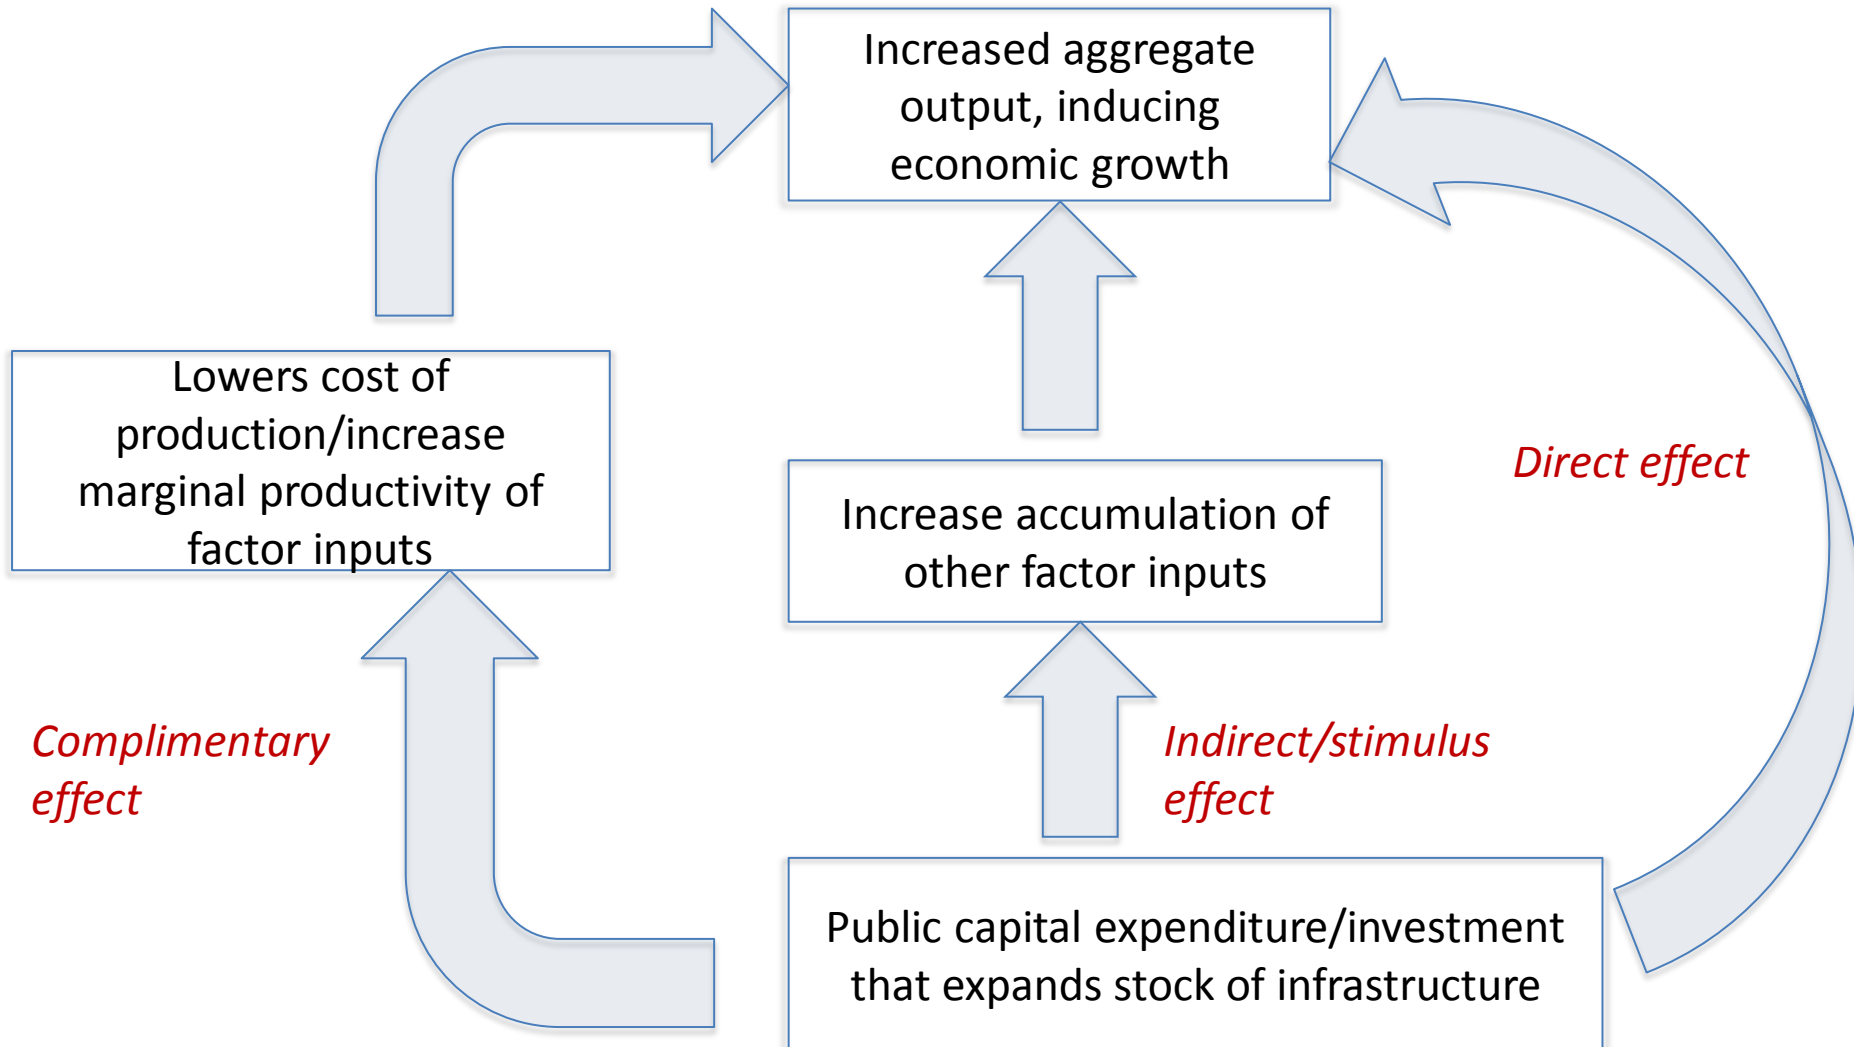 Increased aggregate
output, inducing
economic growth
Lowers cost of
production/increase
marginal productivity of
factor inputs
Direct effect
Increase accumulation of
other factor inputs
Complimentary
effect
Indirect/stimulus
effect
Public capital expenditure/investment
that expands stock of infrastructure